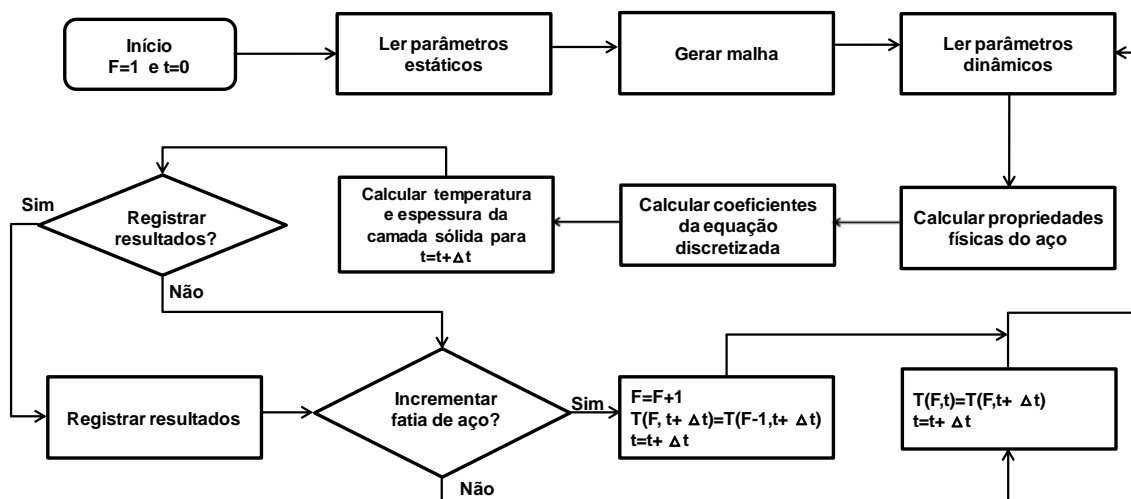 Início
F=1 e t=0
Ler parâmetros
estáticos
Gerar malha
Ler parâmetros
dinâmicos
Calcular propriedades
físicas do aço
Calcular coeficientes
da equação
discretizada
Calcular temperatura
e espessura da
camada sólida para
t=t+Δt
Sim
Registrar
resultados?
Não
Registrar resultados
Incrementar
fatia de aço?
Sim
Não
F=F+1
T(F, t+ Δt)=T(F-1,t+ Δt)
t=t+ Δt
T(F,t)=T(F,t+ Δt)
t=t+ Δt